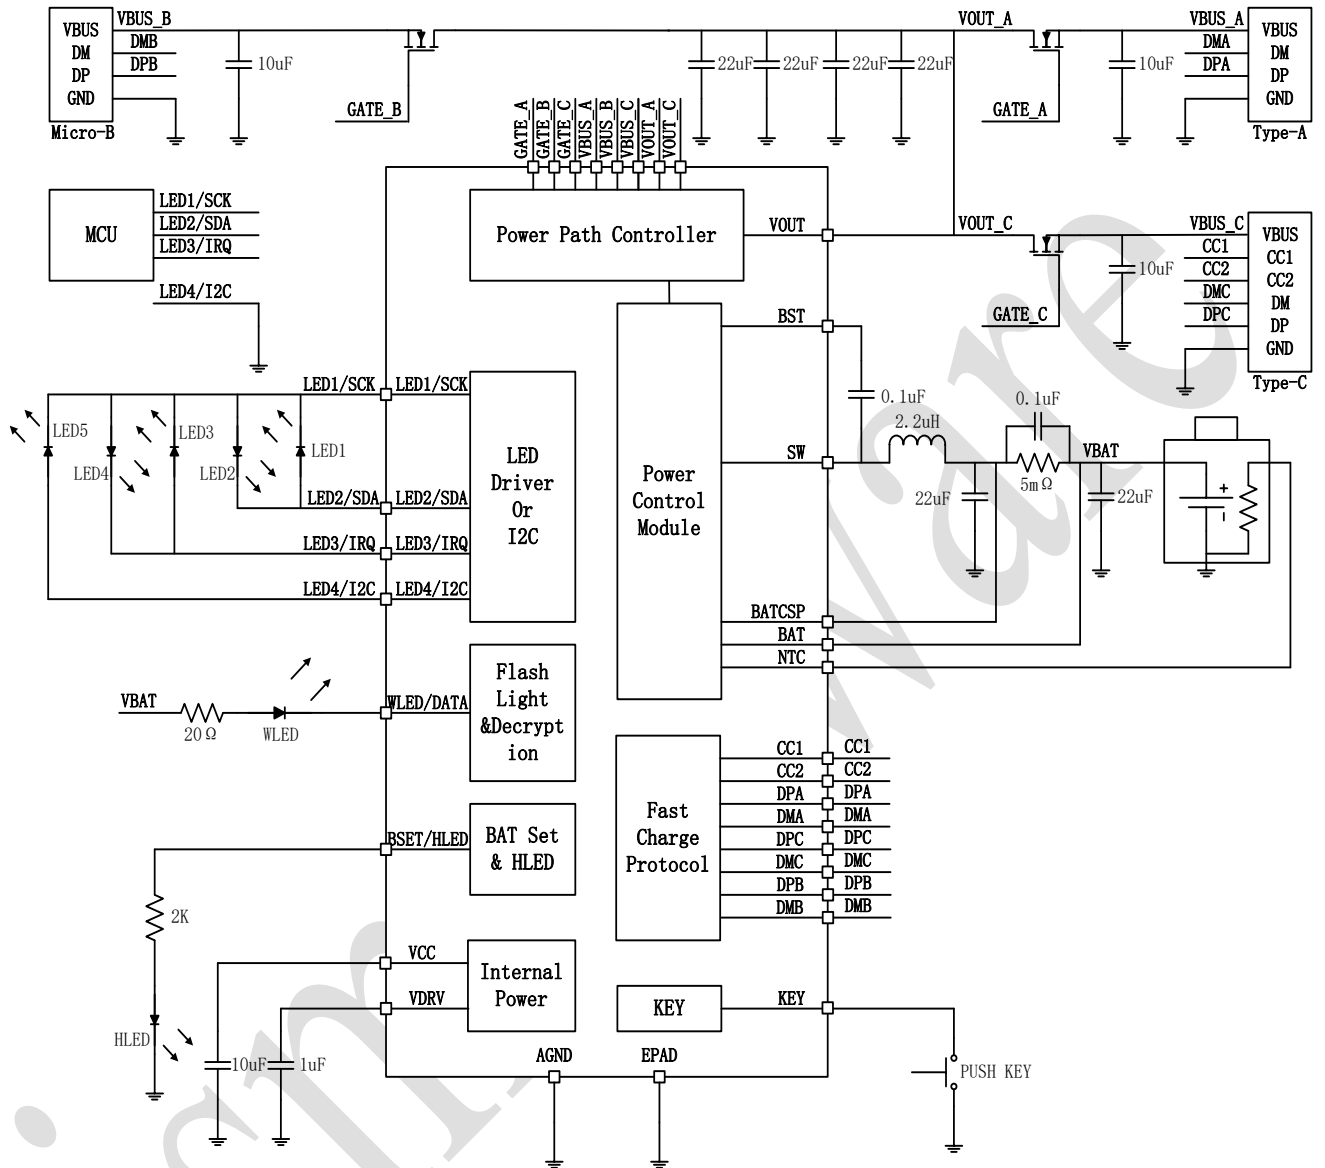 VBUS_B
VOUT_A
VBUS_A
VBUS
DM
DP
GND
Micro-B
DMB
DPB
10uF
GATE_B
22uF
22uF
22uF
22uF
GATE_A
10uF
DMA
DPA
VBUS
DM
DP
GND
Type-A
GATE_A
GATE_B
GATE_C
VBUS_A
VBUS_B
VBUS_C
VOUT_A
VOUT_C
MCU
LED1/SCK
LED2/SDA
LED3/IRQ
LED4/I2C
Power Path Controller
VOUT
VOUT_C
VBUS_C
GATE_C
10uF
CC1
CC2
DMC
DPC
VBUS
CC1
CC2
DM
DP
GND
Type-C
BST
0.1uF
2.2uH
0.1uF
SW
5mΩ
VBAT
22uF
22uF
+
LED1/SCK
LED1/SCK
LED5
LED4
LED3
LED2
LED1
LED2/SDA
LED2/SDA
LED3/IRQ
LED3/IRQ
LED4/I2C
LED4/I2C
LED
Driver
Or
I2C
Power
Control
Module
BATCSP
BAT
NTC
VBAT
20Ω
WLED
WLED/DATA
Flash
Light
&Decrypt
ion
BSET/HLED
BAT Set
& HLED
2K
HLED
Fast
Charge
Protocol
CC1
CC1
CC2
CC2
DPA
DPA
DMA
DMA
DPC
DPC
DMC
DMC
DPB
DPB
DMB
DMB
VCC
VDRV
Internal
Power
10uF
1uF
KEY
KEY
AGND
EPAD
PUSH KEY